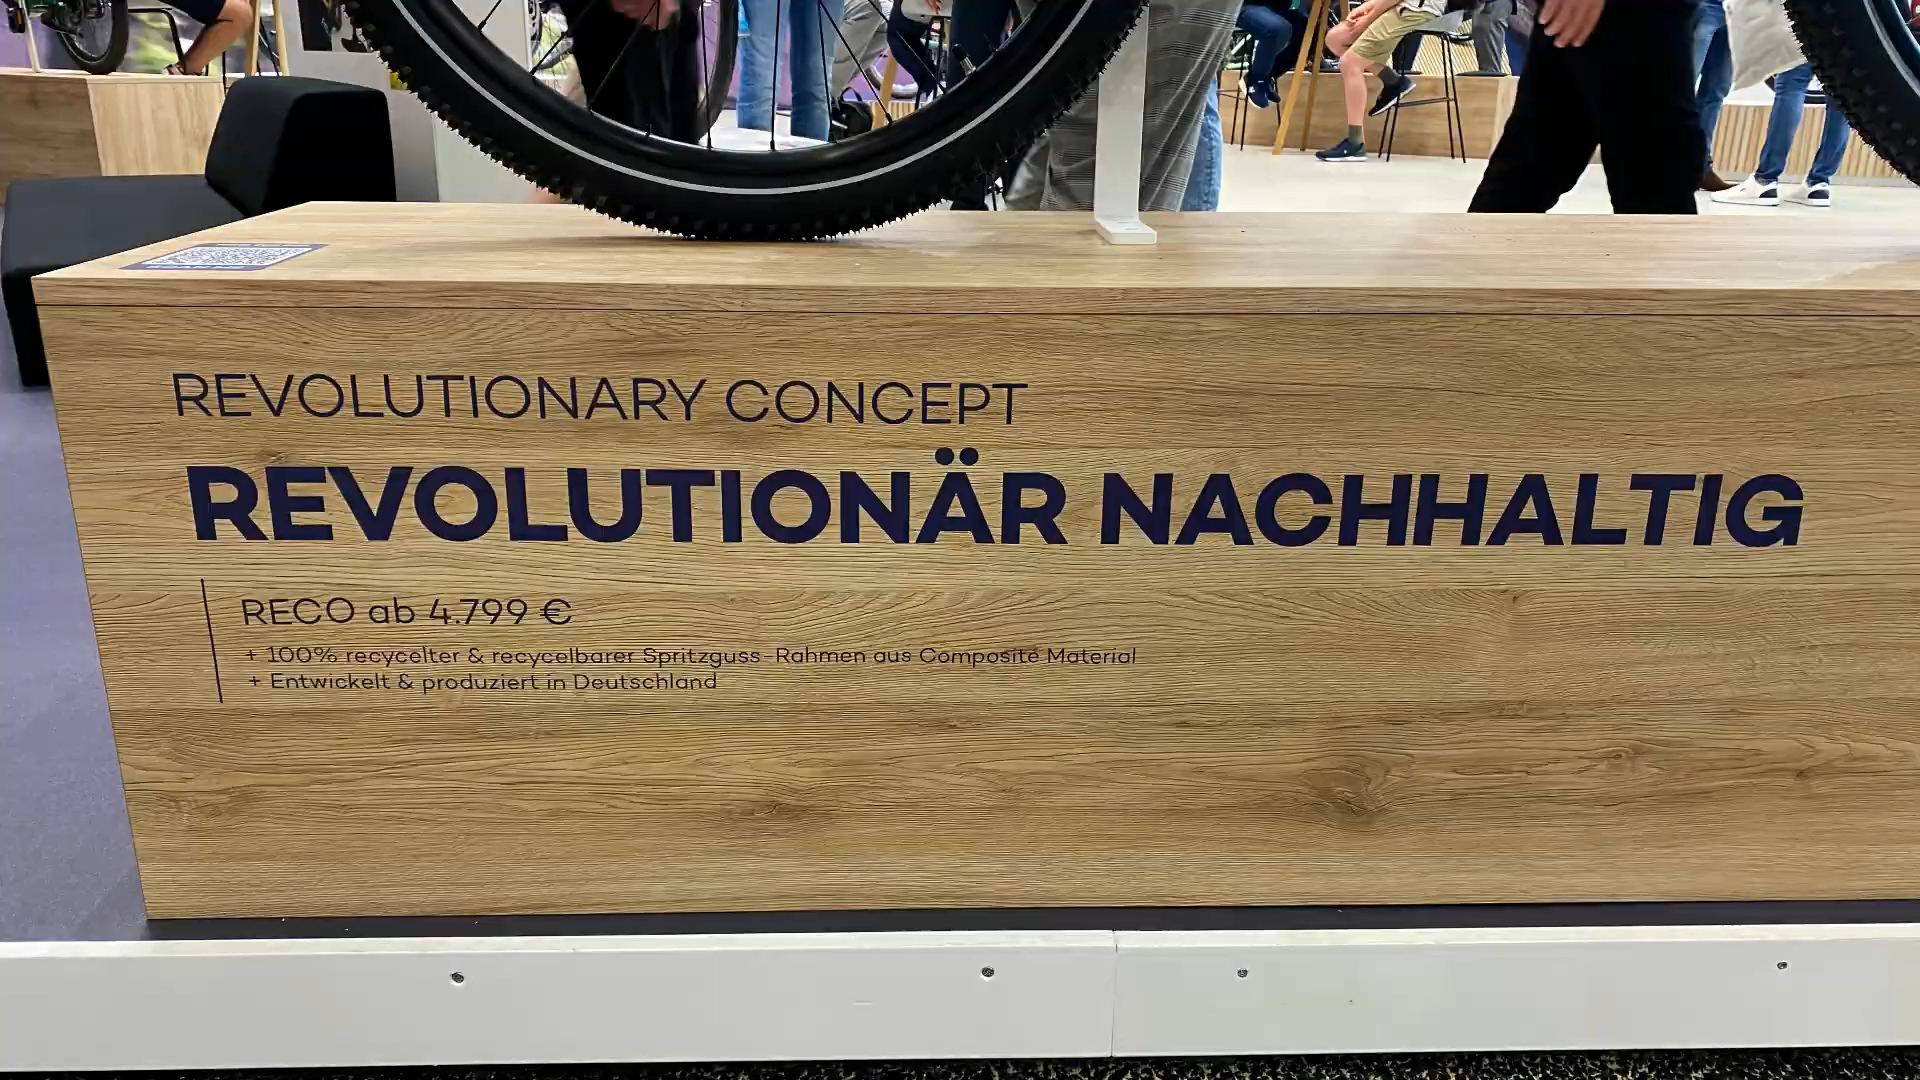 REVOLUTIONARY CONCEPT
REVOLUTIONÄR NACHHALTIG
RECO ab 4.799 €
+ 100% recycelter & recycelbarer Spritzguss-Rahmen aus Composite Material
+ Entwickelt & produziert in Deutschland